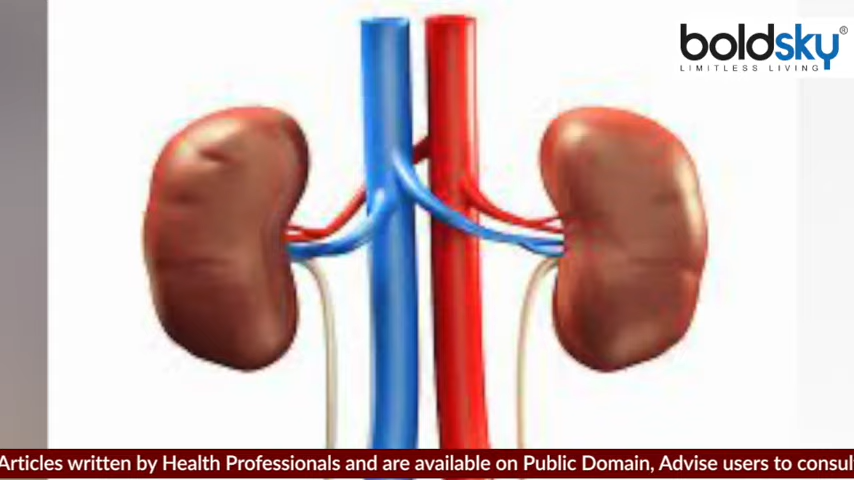 boldsky®
LIMITLESS LIVING
Articles written by Health Professionals and are available on Public Domain, Advise users to consul